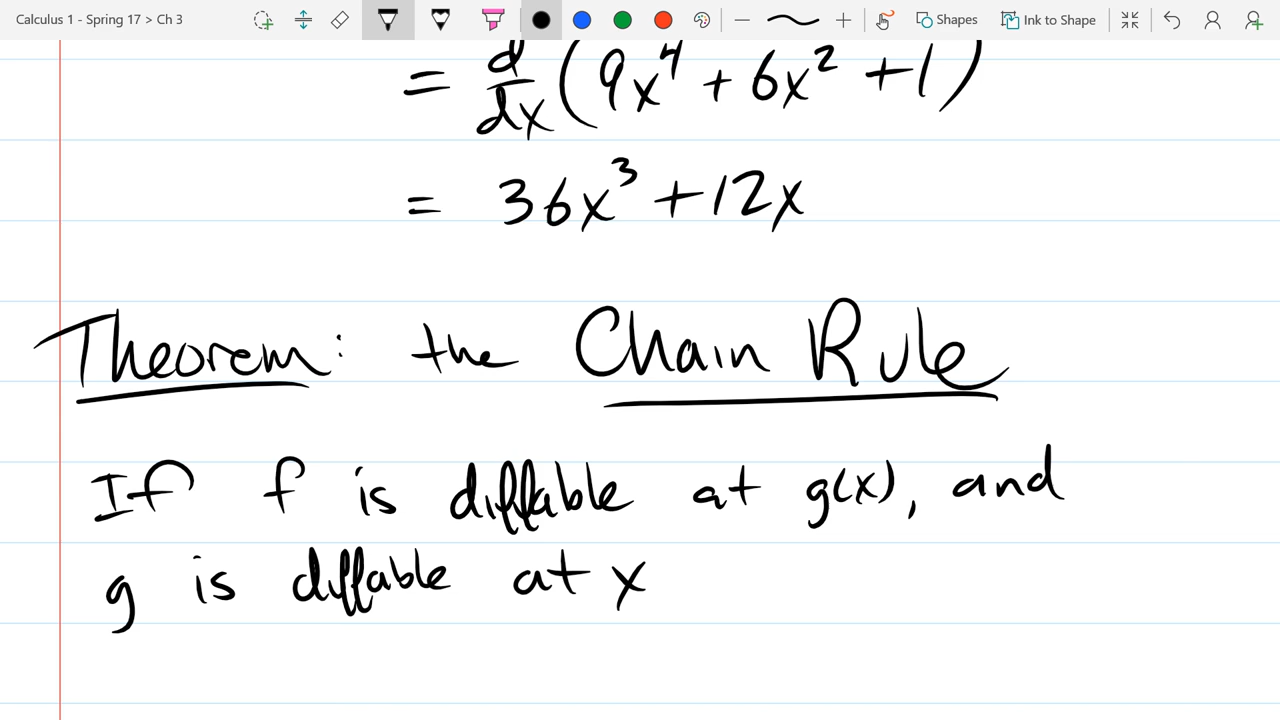 Calculus 1 - Spring 17 > Ch 3 Shapes Ink to Shape
= d/dx (9x⁴ + 6x² + 1)
= 36x³ + 12x
Theorem: the Chain Rule
If f is diffable at g(x), and
g is diffable at x